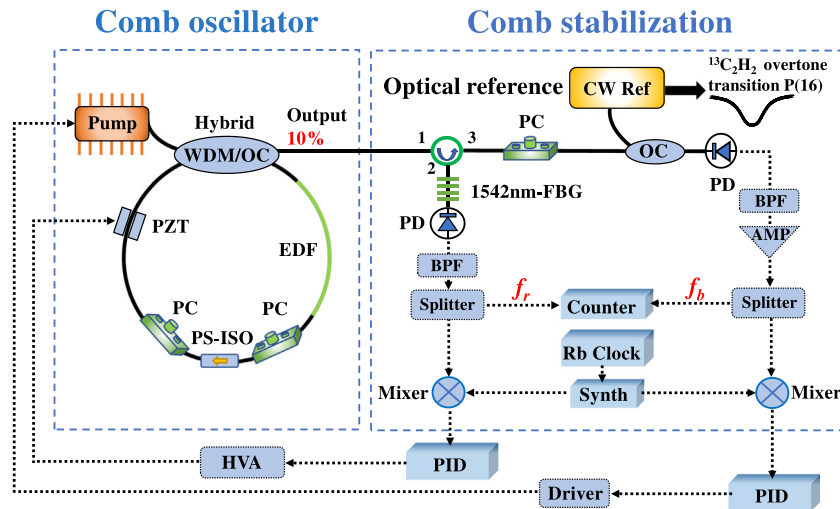 Comb oscillator
Comb stabilization
Pump
Hybrid
WDM/OC
Output
10%
PZT
EDF
PC
PC
PS-ISO
Optical reference
CW Ref
¹³C₂H₂ overtone
transition P(16)
1
2
3
PC
OC
PD
1542nm-FBG
PD
BPF
BPF
AMP
Splitter
fr
Counter
fb
Splitter
Rb Clock
Synth
Mixer
Mixer
HVA
PID
Driver
PID